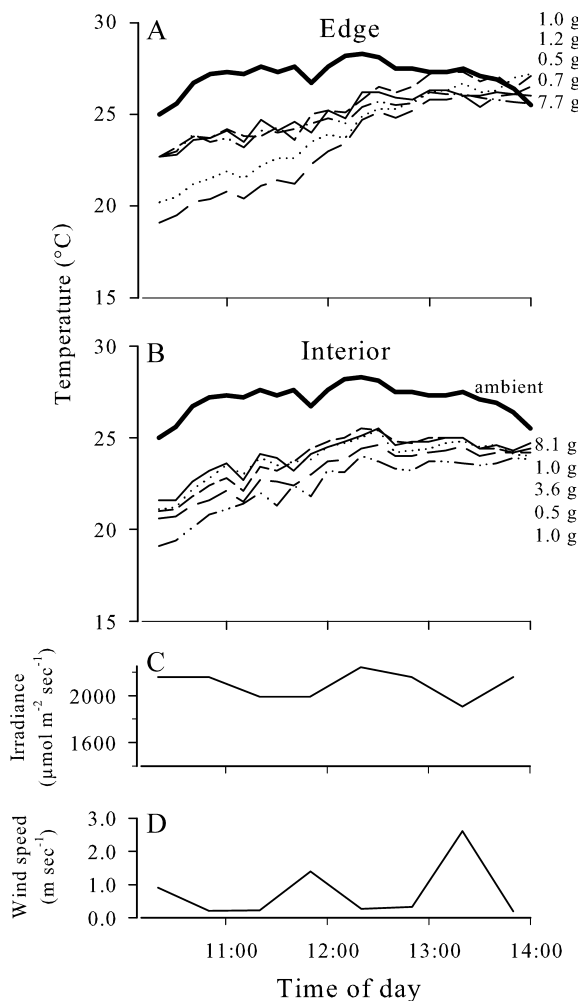 A
Edge
30
25
20
15
1.0 g
1.2 g
0.5 g
0.7 g
7.7 g
Temperature (°C)
B
Interior
30
25
20
15
ambient
8.1 g
1.0 g
3.6 g
0.5 g
1.0 g
C
Irradiance
(μmol m-2 sec-1)
2000
1400
D
Wind speed
(m sec-1)
3.0
2.0
1.0
0.0
11:00 12:00 13:00 14:00
Time of day